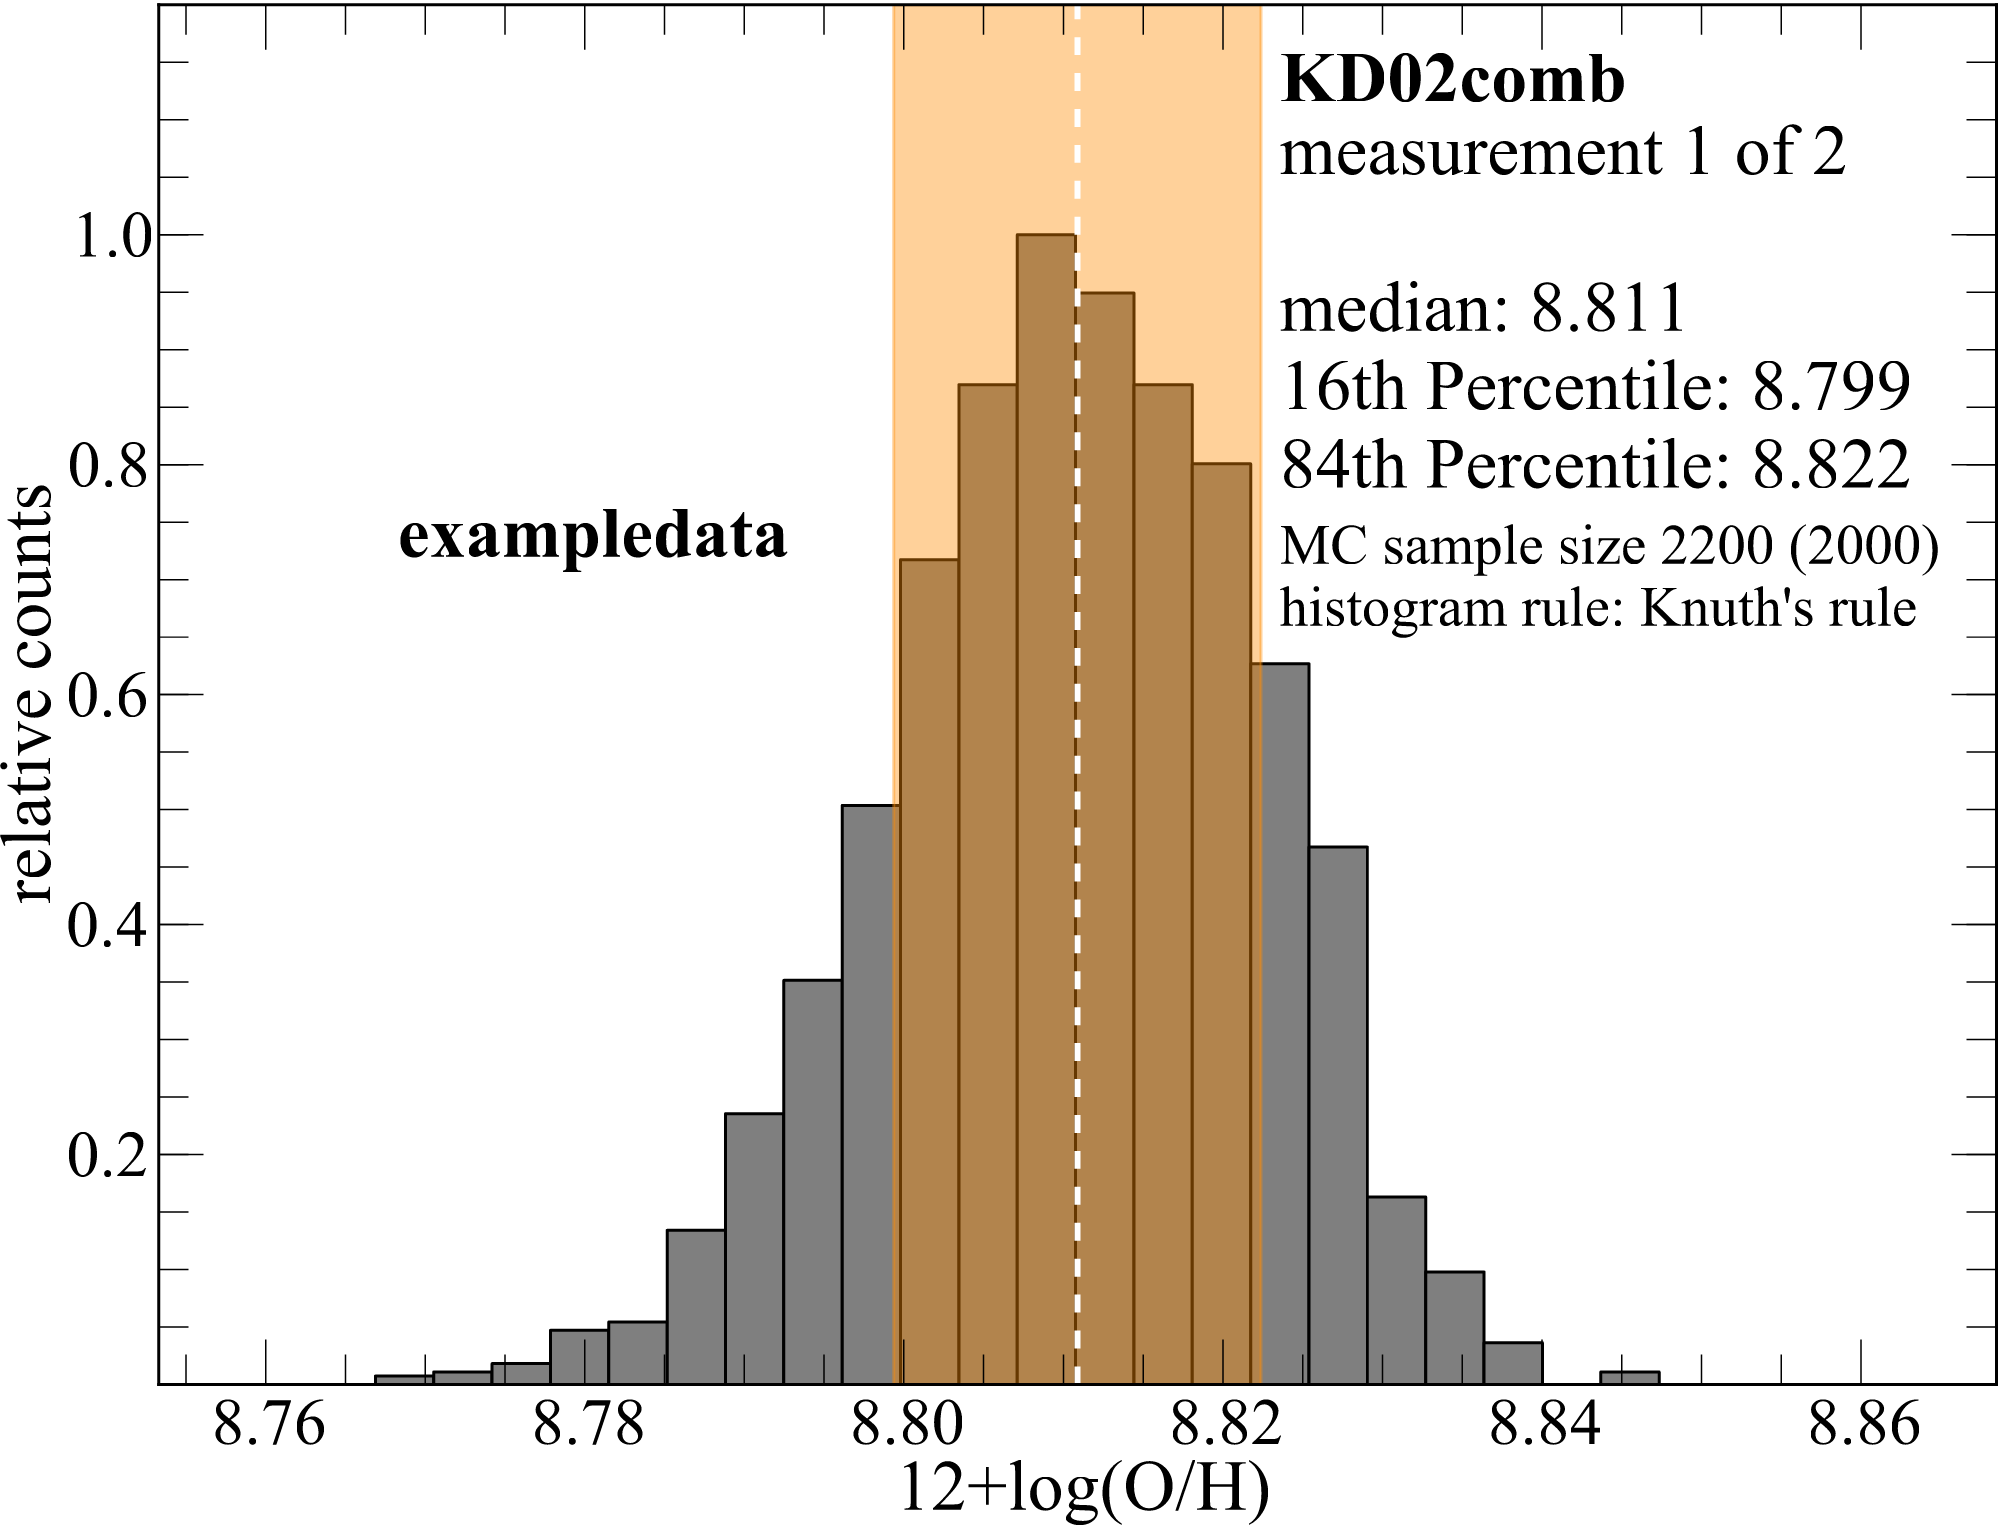 KD02comb
measurement 1 of 2
median: 8.811
16th Percentile: 8.799
84th Percentile: 8.822
MC sample size 2200 (2000)
histogram rule: Knuth's rule
exampledata
relative counts
1.0
0.8
0.6
0.4
0.2
8.76 8.78 8.80 8.82 8.84 8.86
12+log(O/H)